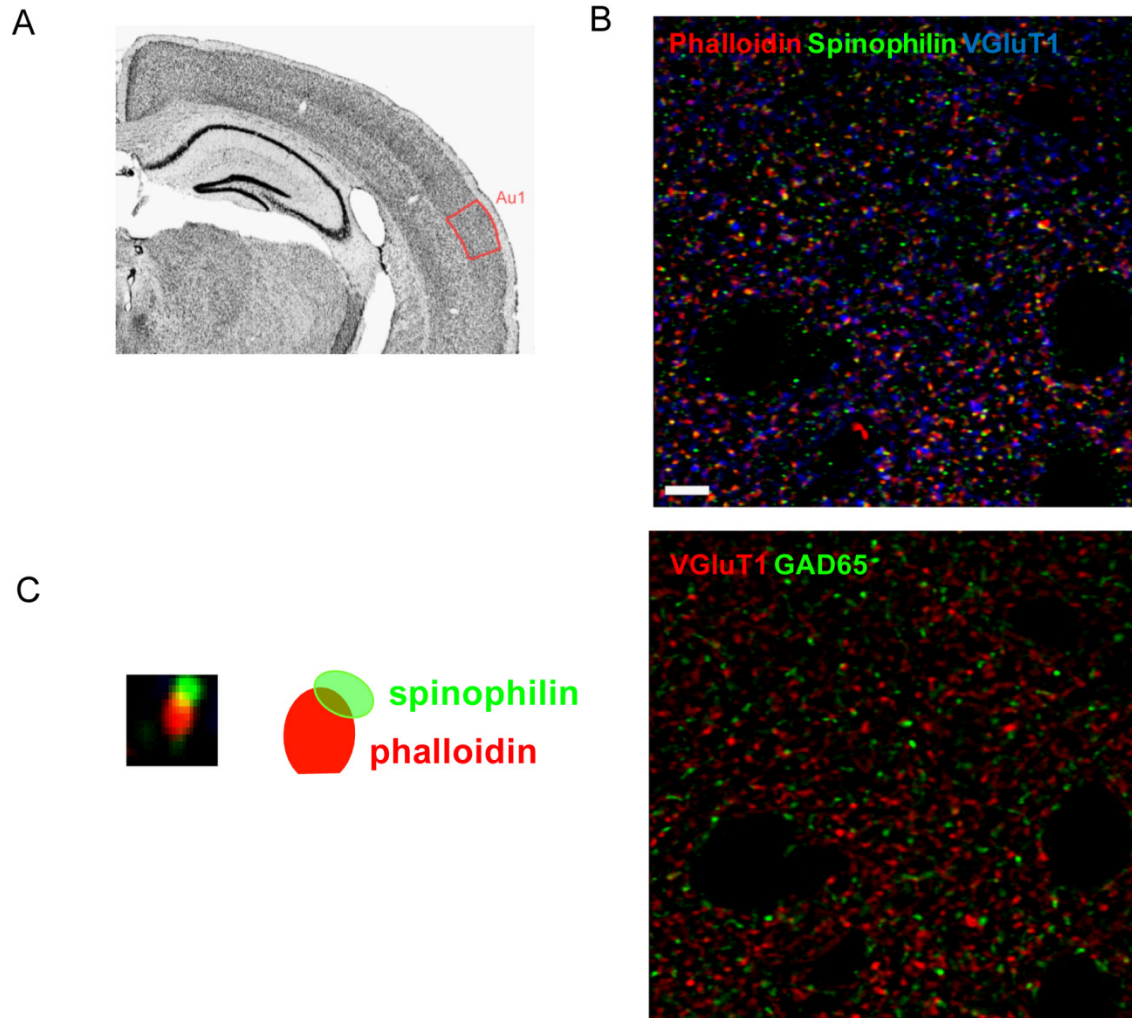 A
Au1
B
Phalloidin Spinophilin VGluT1
C
spinophilin
phalloidin
VGluT1 GAD65